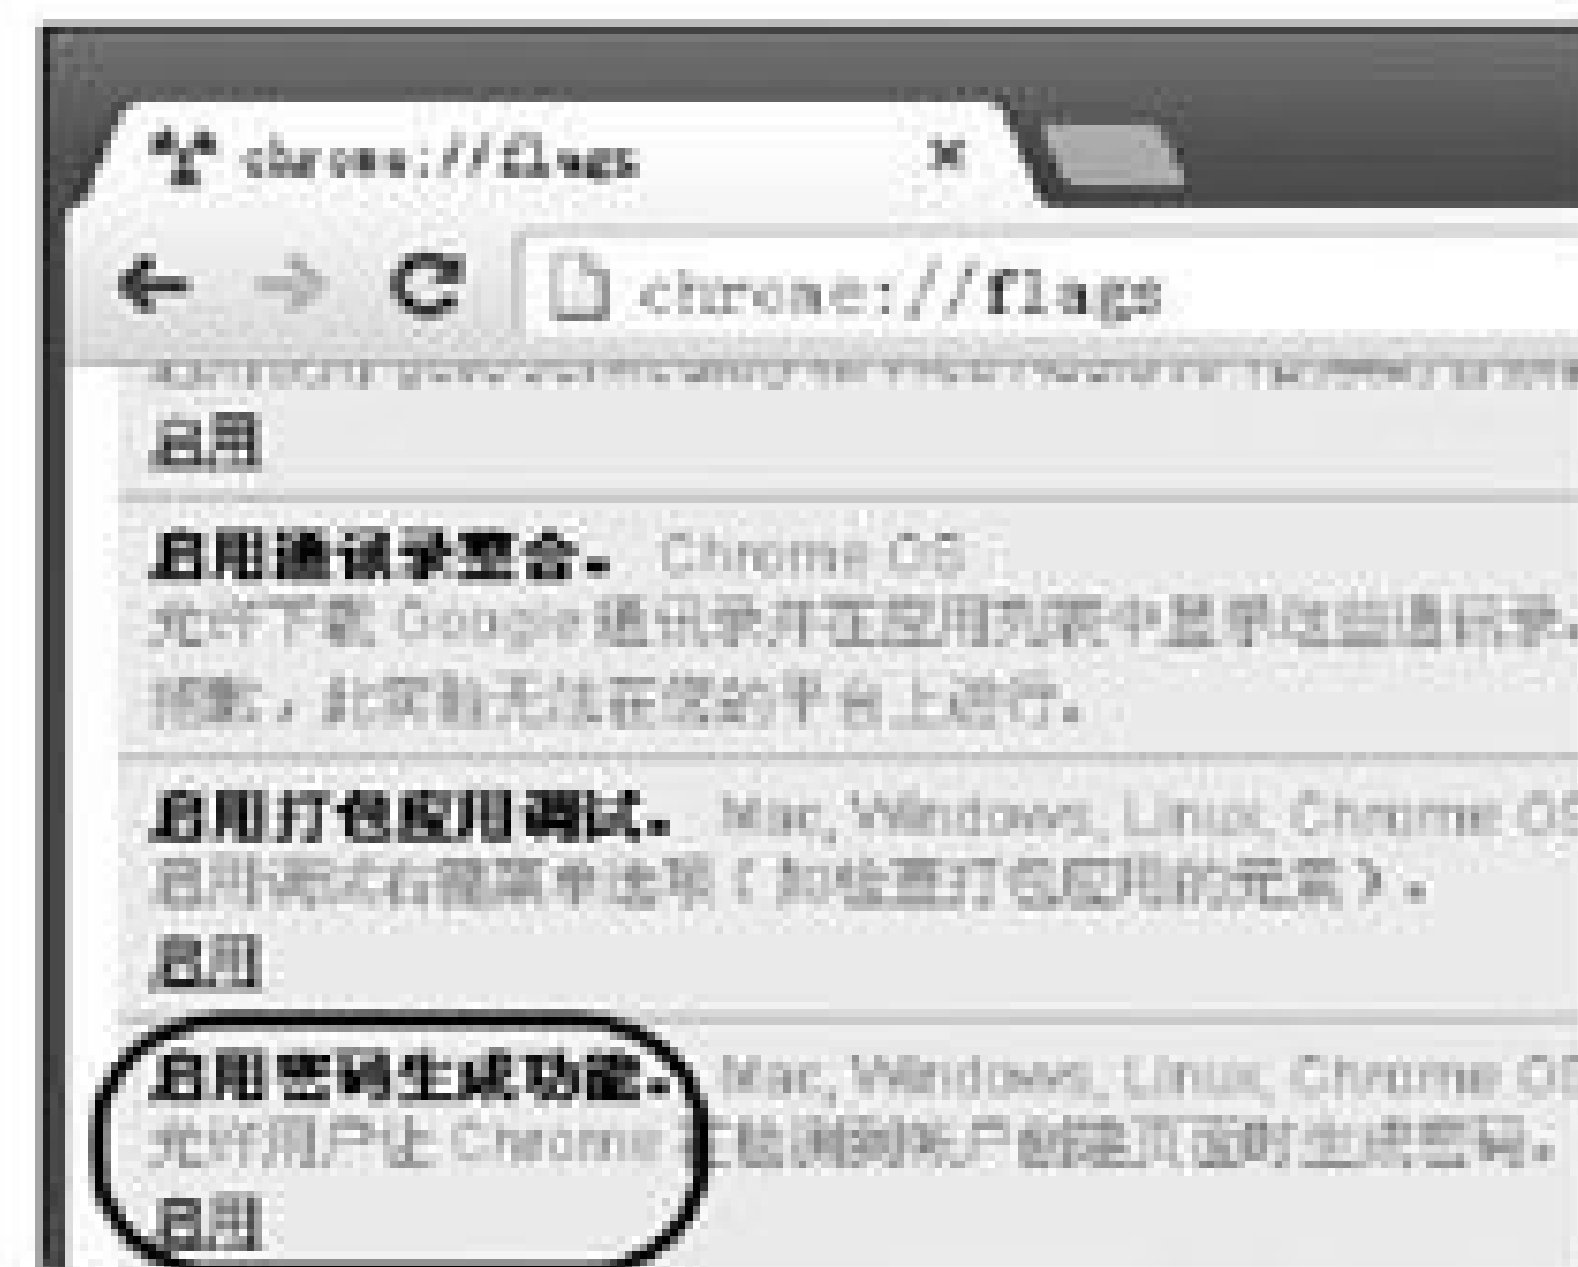 chrome://flags
chrome://flags
启用
启用通讯录整合。 Chrome OS
允许下载 Google 通讯录并在应用列表中显示这些通讯录。
抱歉，此实验无法在您的平台上进行。
启用打包应用调试。 Mac, Windows, Linux, Chrome OS
启用调试右键菜单选项（如检查打包应用的元素）。
启用
启用密码生成功能。 Mac, Windows, Linux, Chrome OS
允许用户让 Chrome 在检测到帐户创建页面时生成密码。
启用